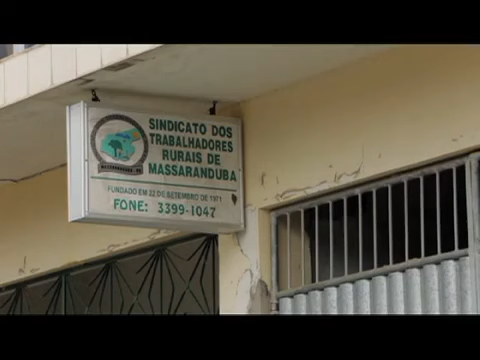 SINDICATO DOS
TRABALHADORES
RURAIS DE
MASSARANDUBA
FUNDADO EM 22 DE SETEMBRO DE 1971
FONE: 3399-1047